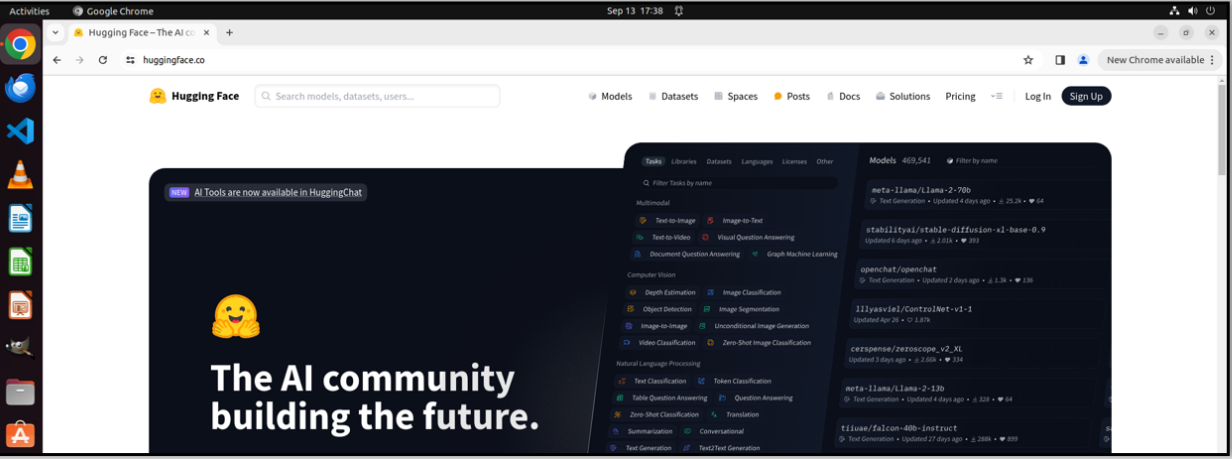 Activities
Google Chrome
Sep 13 17:38
Hugging Face – The AI co
huggingface.co
New Chrome available
Hugging Face
Search models, datasets, users...
Models
Datasets
Spaces
Posts
Docs
Solutions
Pricing
Log In
Sign Up
NEW AI Tools are now available in HuggingChat
The AI community
building the future.
Tasks Libraries Datasets Languages Licenses Other
Filter Tasks by name
Multimodal
Text-to-Image Image-to-Text
Text-to-Video Visual Question Answering
Document Question Answering Graph Machine Learning
Computer Vision
Depth Estimation Image Classification
Object Detection Image Segmentation
Image-to-Image Unconditional Image Generation
Video Classification Zero-Shot Image Classification
Natural Language Processing
Text Classification Token Classification
Table Question Answering Question Answering
Zero-Shot Classification Translation
Summarization Conversational
Text Generation Text2Text Generation
Models 469,541 Filter by name
meta-llama/Llama-2-70b
Text Generation • Updated 4 days ago • 25.2k • 64
stabilityai/stable-diffusion-xl-base-0.9
Updated 6 days ago • 2.01k • 393
openchat/openchat
Text Generation • Updated 2 days ago • 1.3k • 136
lllyasviel/ControlNet-v1-1
Updated Apr 26 • 1.87k
cerspense/zeroscope_v2_XL
Updated 3 days ago • 2.66k • 334
meta-llama/Llama-2-13b
Text Generation • Updated 4 days ago • 328 • 64
tiiuae/falcon-40b-instruct
Text Generation • Updated 27 days ago • 288k • 899